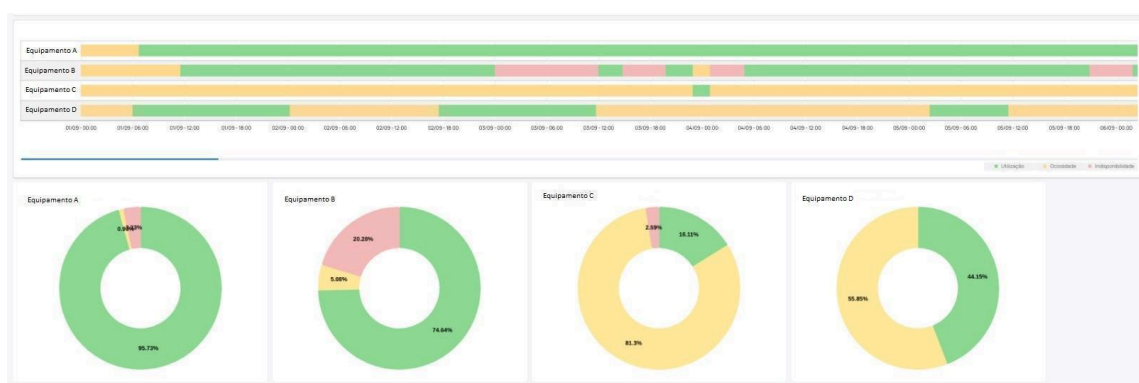 Equipamento A
Equipamento B
Equipamento C
Equipamento D
01/09 - 00:00 01/09 - 06:00 01/09 - 12:00 01/09 - 18:00 02/09 - 00:00 02/09 - 06:00 02/09 - 12:00 02/09 - 18:00 03/09 - 00:00 03/09 - 06:00 03/09 - 12:00 03/09 - 18:00 04/09 - 00:00 04/09 - 06:00 04/09 - 12:00 04/09 - 18:00 05/09 - 00:00 05/09 - 06:00 05/09 - 12:00 05/09 - 18:00 06/09 - 00:00
Utilização Ociosidade Indisponibilidade
Equipamento A
95.73%
Equipamento B
20.28%
74.64%
Equipamento C
2.59%
16.11%
81.3%
Equipamento D
44.15%
55.85%